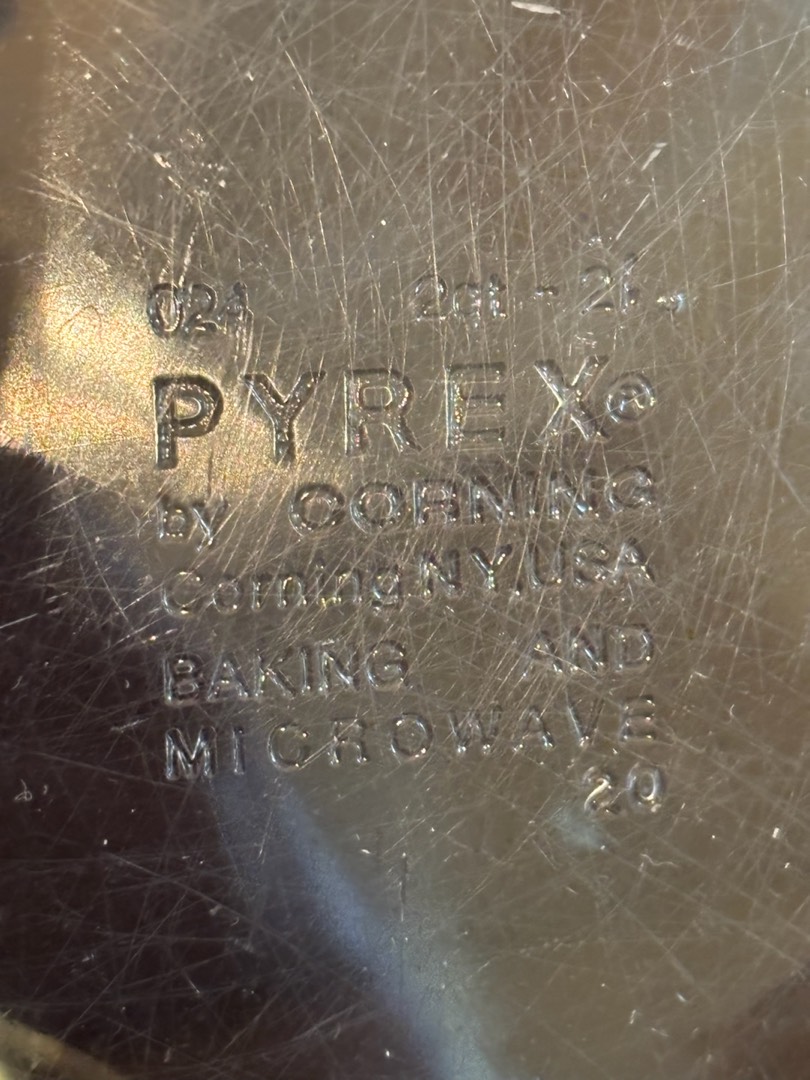 024 2qt - 2l
PYREX®
by CORNING
Corning NY, USA
BAKING AND
MICROWAVE
20